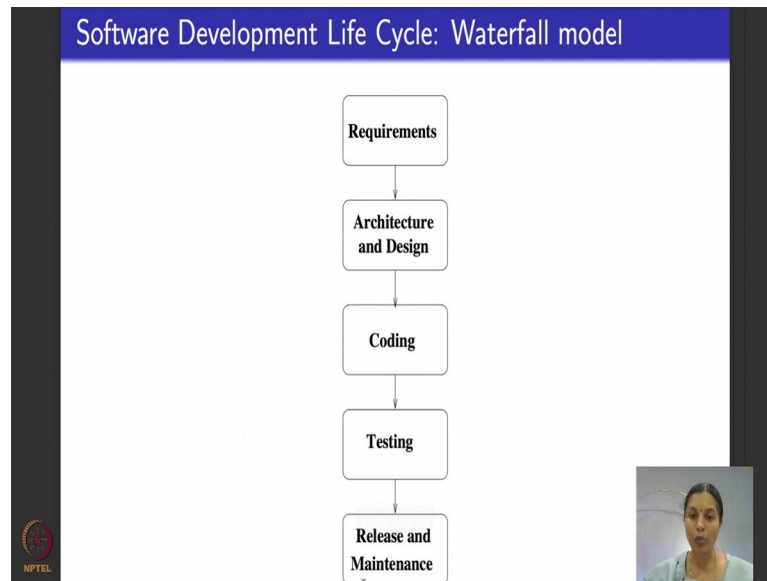 Software Development Life Cycle: Waterfall model
Requirements
Architecture
and Design
Coding
Testing
Release and
Maintenance
NPTEL